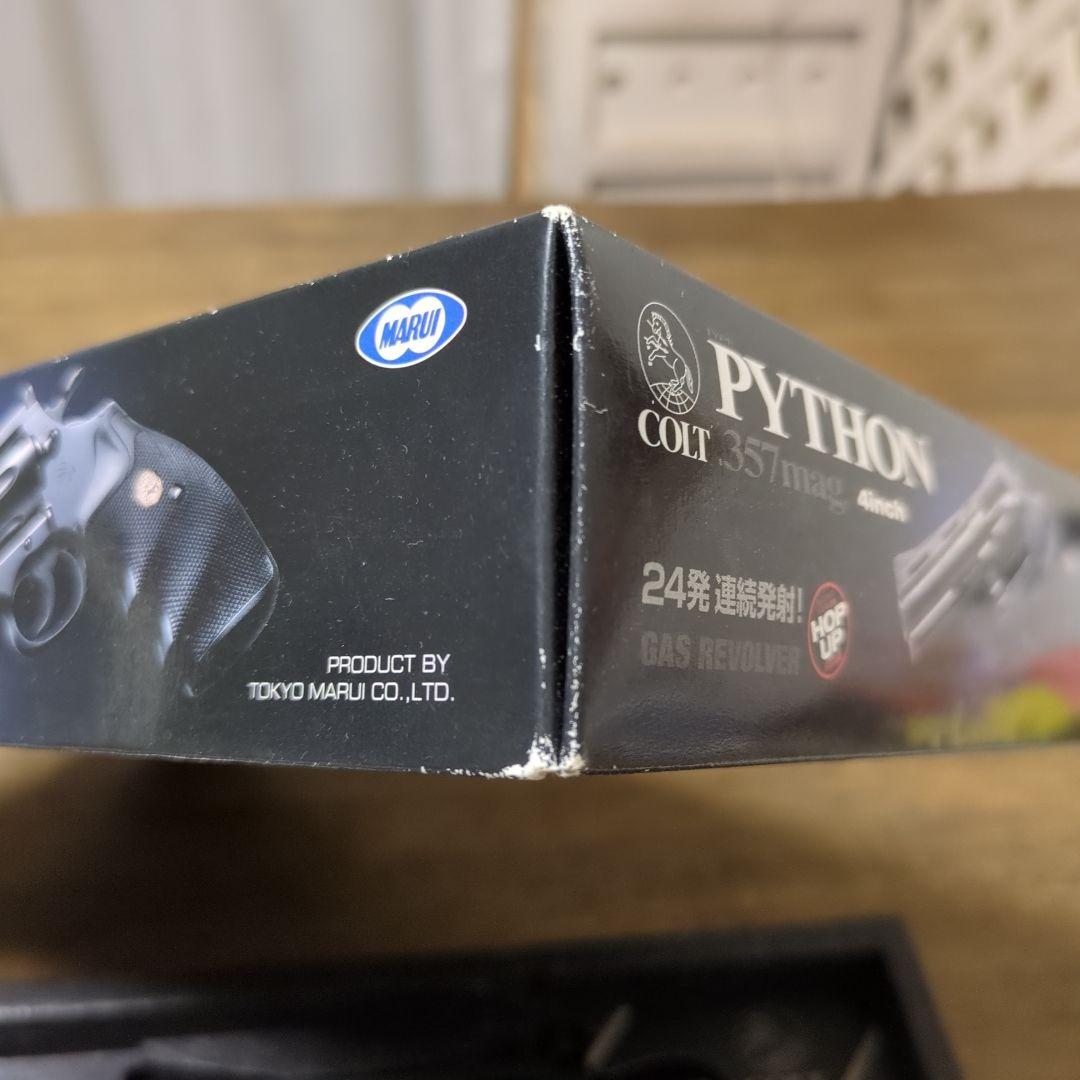 MARUI
PRODUCT BY
TOKYO MARUI CO.,LTD.
COLT
PYTHON
.357mag.
4inch
24発 連続発射!
GAS REVOLVER
HOP
UP